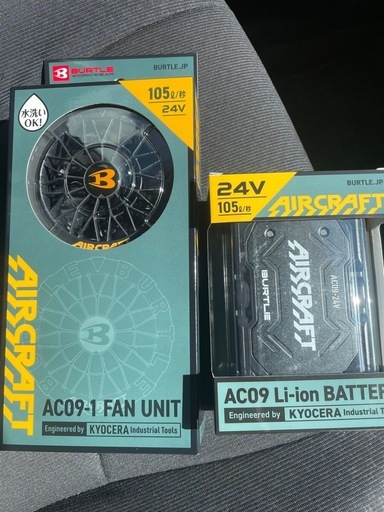 BURTLE
BURTLE.JP
水洗い
OK!
105ℓ/秒
24V
B
AIRCRAFT
AIRCRAFT
BURTLE
AC09-1 FAN UNIT
Engineered by KYOCERA Industrial Tools
BURTLE.JP
24V
105ℓ/秒
AIRCRAFT
BURTLE
AIRCRAFT
AC09 24V
AC09 Li-ion BATTER
Engineered by KYOCERA Industrial T